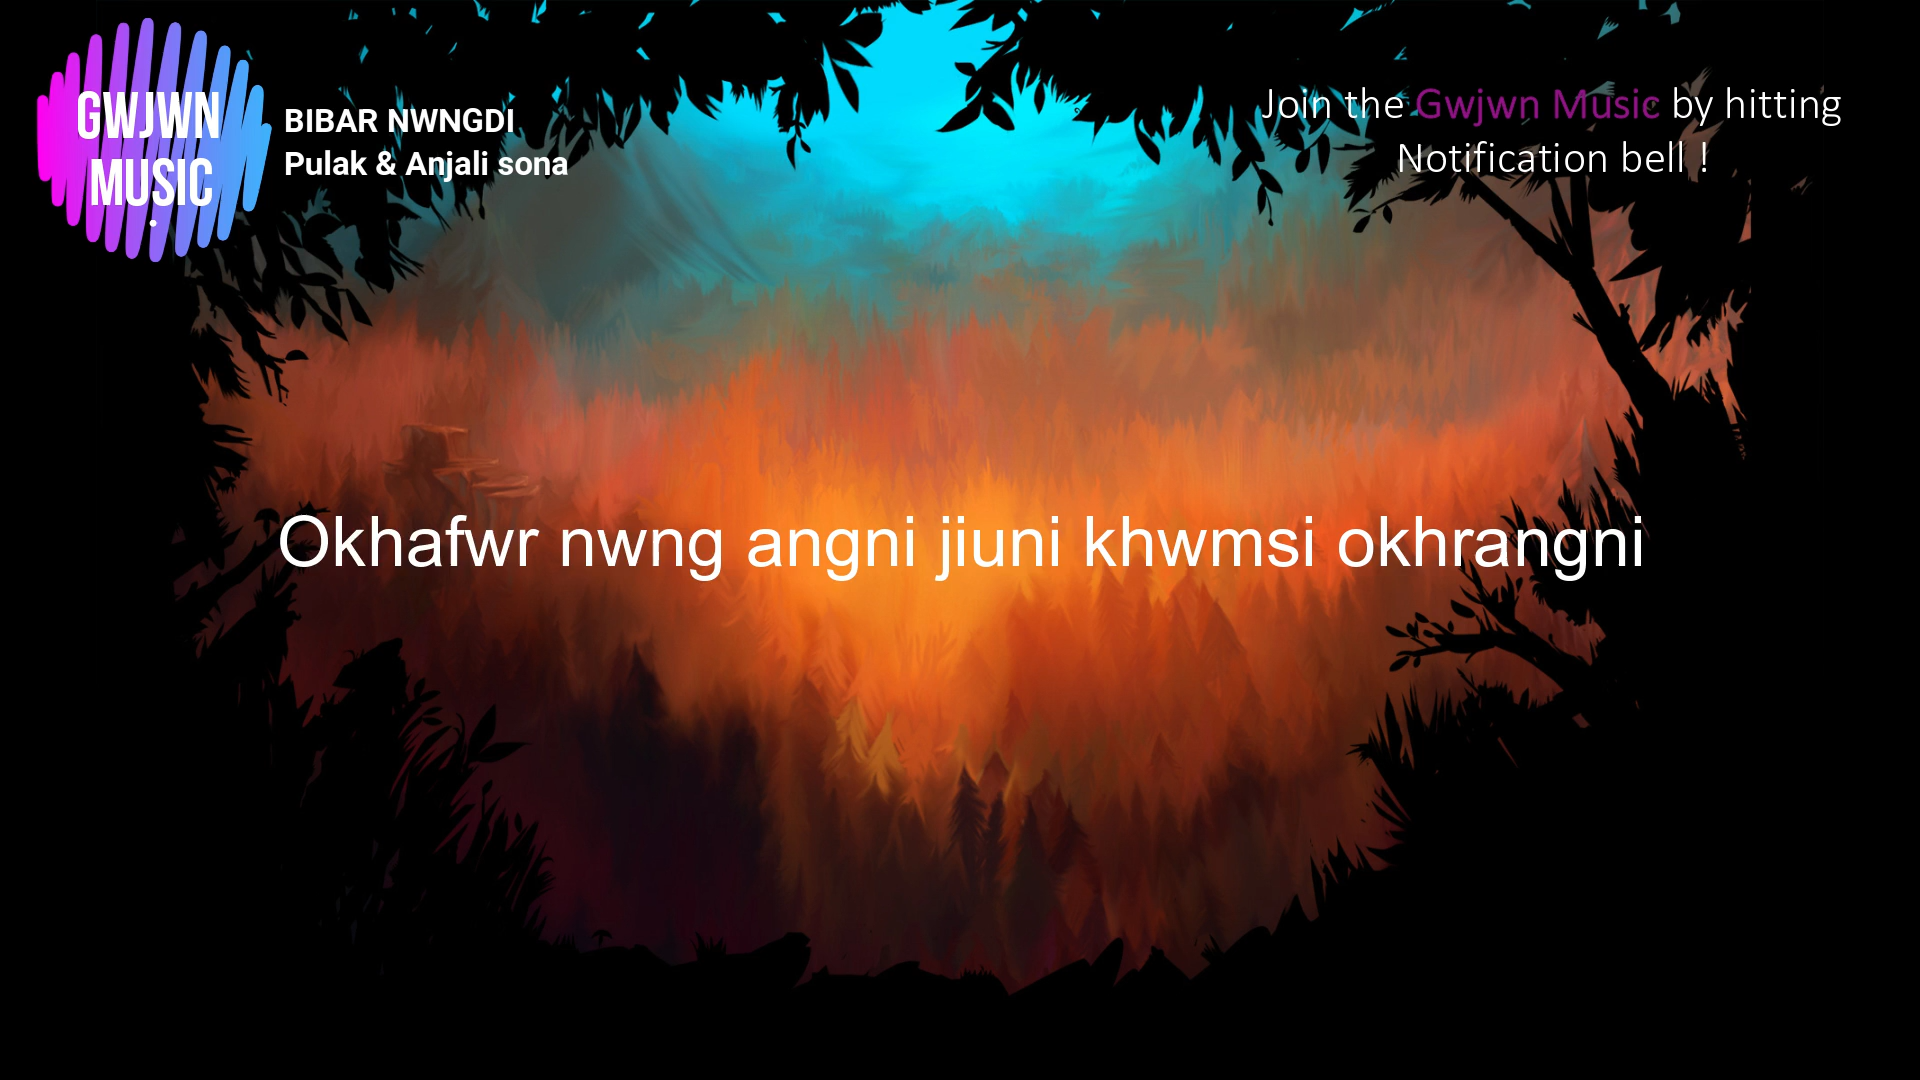 GWJWN
MUSIC
BIBAR NWNGDI
Pulak & Anjali sona
Join the Gwjwn Music by hitting
Notification bell !
Okhafwr nwng angni jiuni khwmsi okhrangni